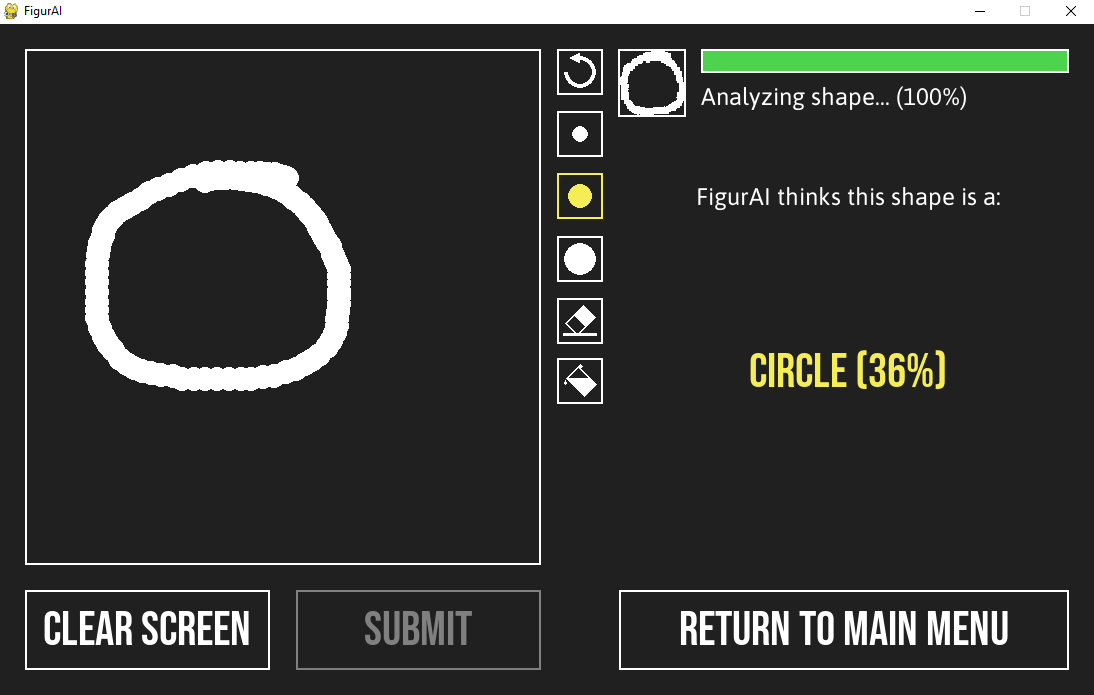 FigurAI
Analyzing shape... (100%)
FigurAI thinks this shape is a:
CIRCLE (36%)
CLEAR SCREEN
SUBMIT
RETURN TO MAIN MENU